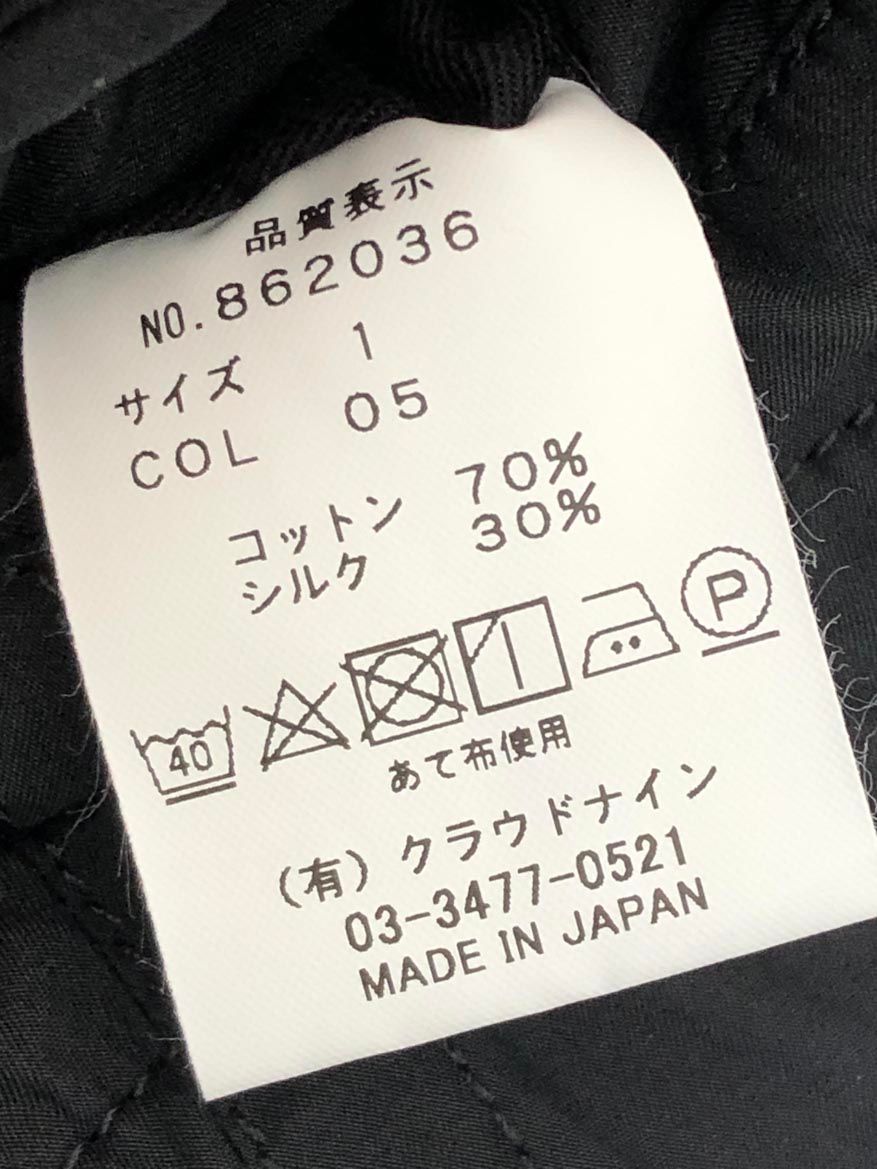 品質表示
NO.862036
サイズ 1
COL 05
コットン 70%
シルク 30%
40 P
あて布使用
(有)クラウドナイン
03-3477-0521
MADE IN JAPAN